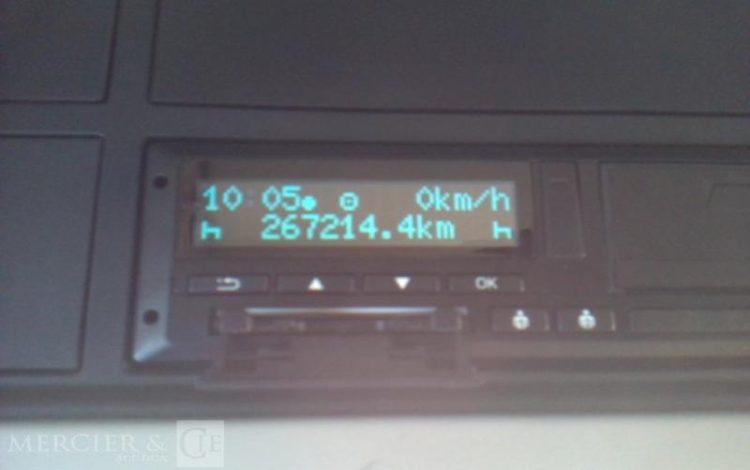 10:05 0km/h
267214.4km
OK
MERCIER & CIE